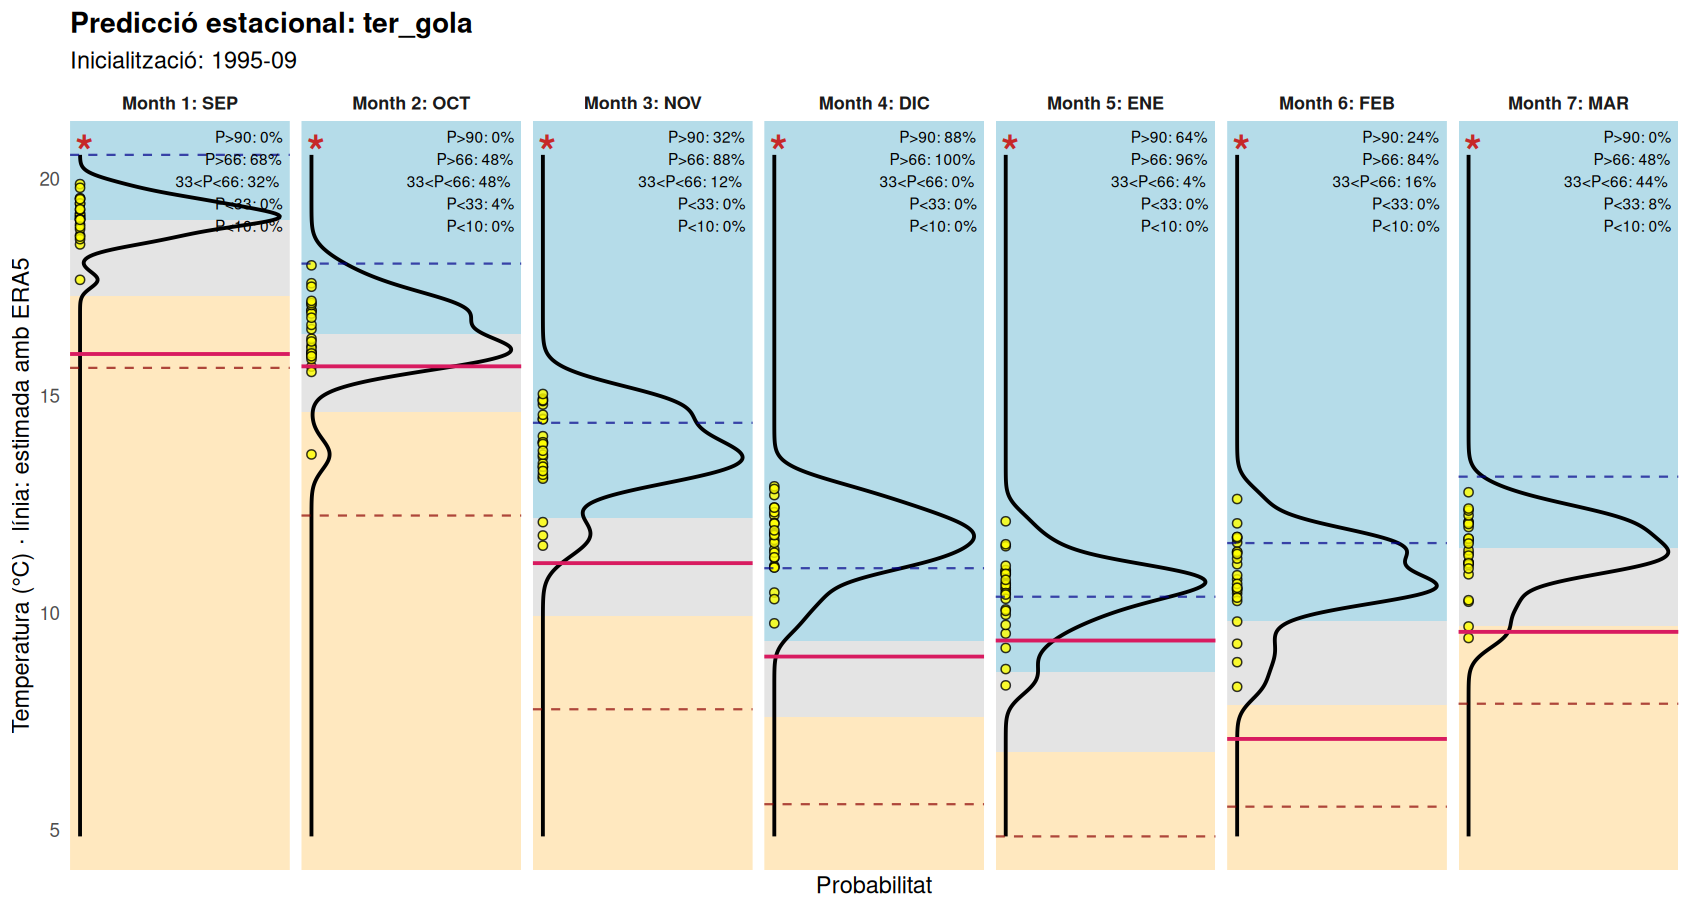 Predicció estacional: ter_gola
Inicialització: 1995-09
Month 1: SEP
Month 2: OCT
Month 3: NOV
Month 4: DIC
Month 5: ENE
Month 6: FEB
Month 7: MAR
*
P>90: 0%
P>66: 68%
33<P<66: 32%
P<33: 0%
P<10: 0%
*
P>90: 0%
P>66: 48%
33<P<66: 48%
P<33: 4%
P<10: 0%
*
P>90: 32%
P>66: 88%
33<P<66: 12%
P<33: 0%
P<10: 0%
*
P>90: 88%
P>66: 100%
33<P<66: 0%
P<33: 0%
P<10: 0%
*
P>90: 64%
P>66: 96%
33<P<66: 4%
P<33: 0%
P<10: 0%
*
P>90: 24%
P>66: 84%
33<P<66: 16%
P<33: 0%
P<10: 0%
*
P>90: 0%
P>66: 48%
33<P<66: 44%
P<33: 8%
P<10: 0%
20
15
10
5
Temperatura (°C) · línia: estimada amb ERA5
Probabilitat